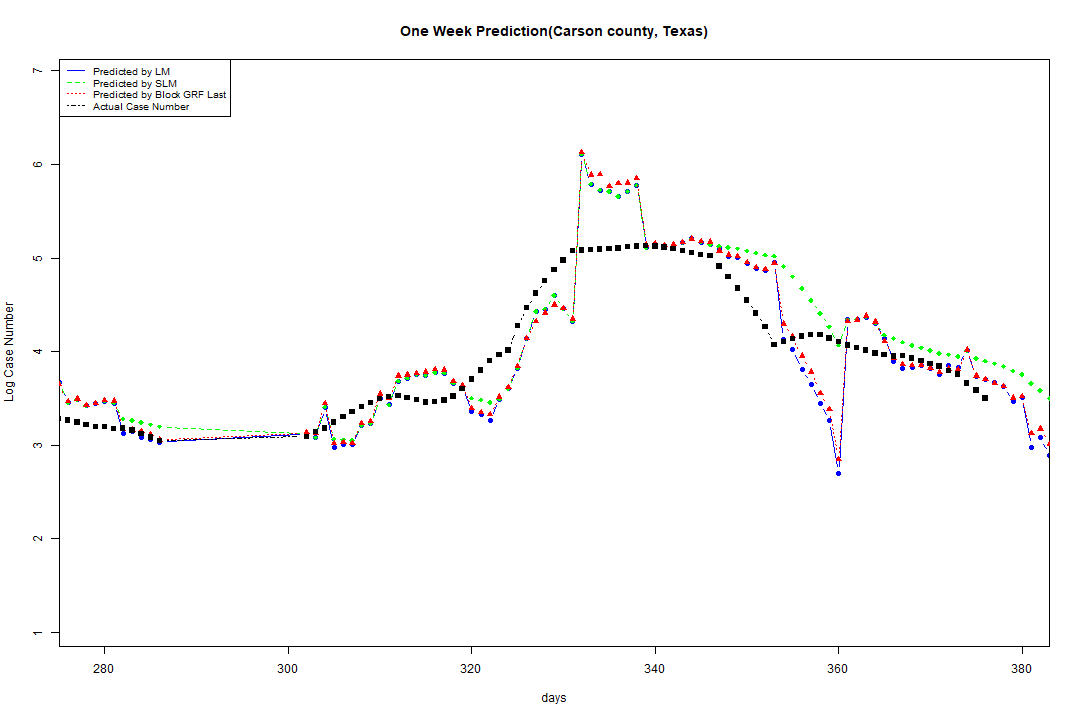 One Week Prediction(Carson county, Texas)
Predicted by LM
Predicted by SLM
Predicted by Block GRF Last
Actual Case Number
7
6
5
4
3
2
1
Log Case Number
280 300 320 340 360 380
days